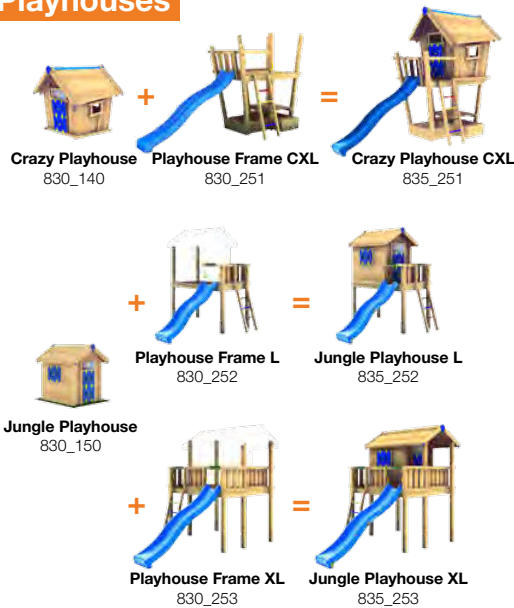 Playhouses
+
=
Crazy Playhouse Playhouse Frame CXL Crazy Playhouse CXL
830_140 830_251 835_251
+
=
Playhouse Frame L Jungle Playhouse L
830_252 835_252
Jungle Playhouse
830_150
+
=
Playhouse Frame XL Jungle Playhouse XL
830_253 835_253